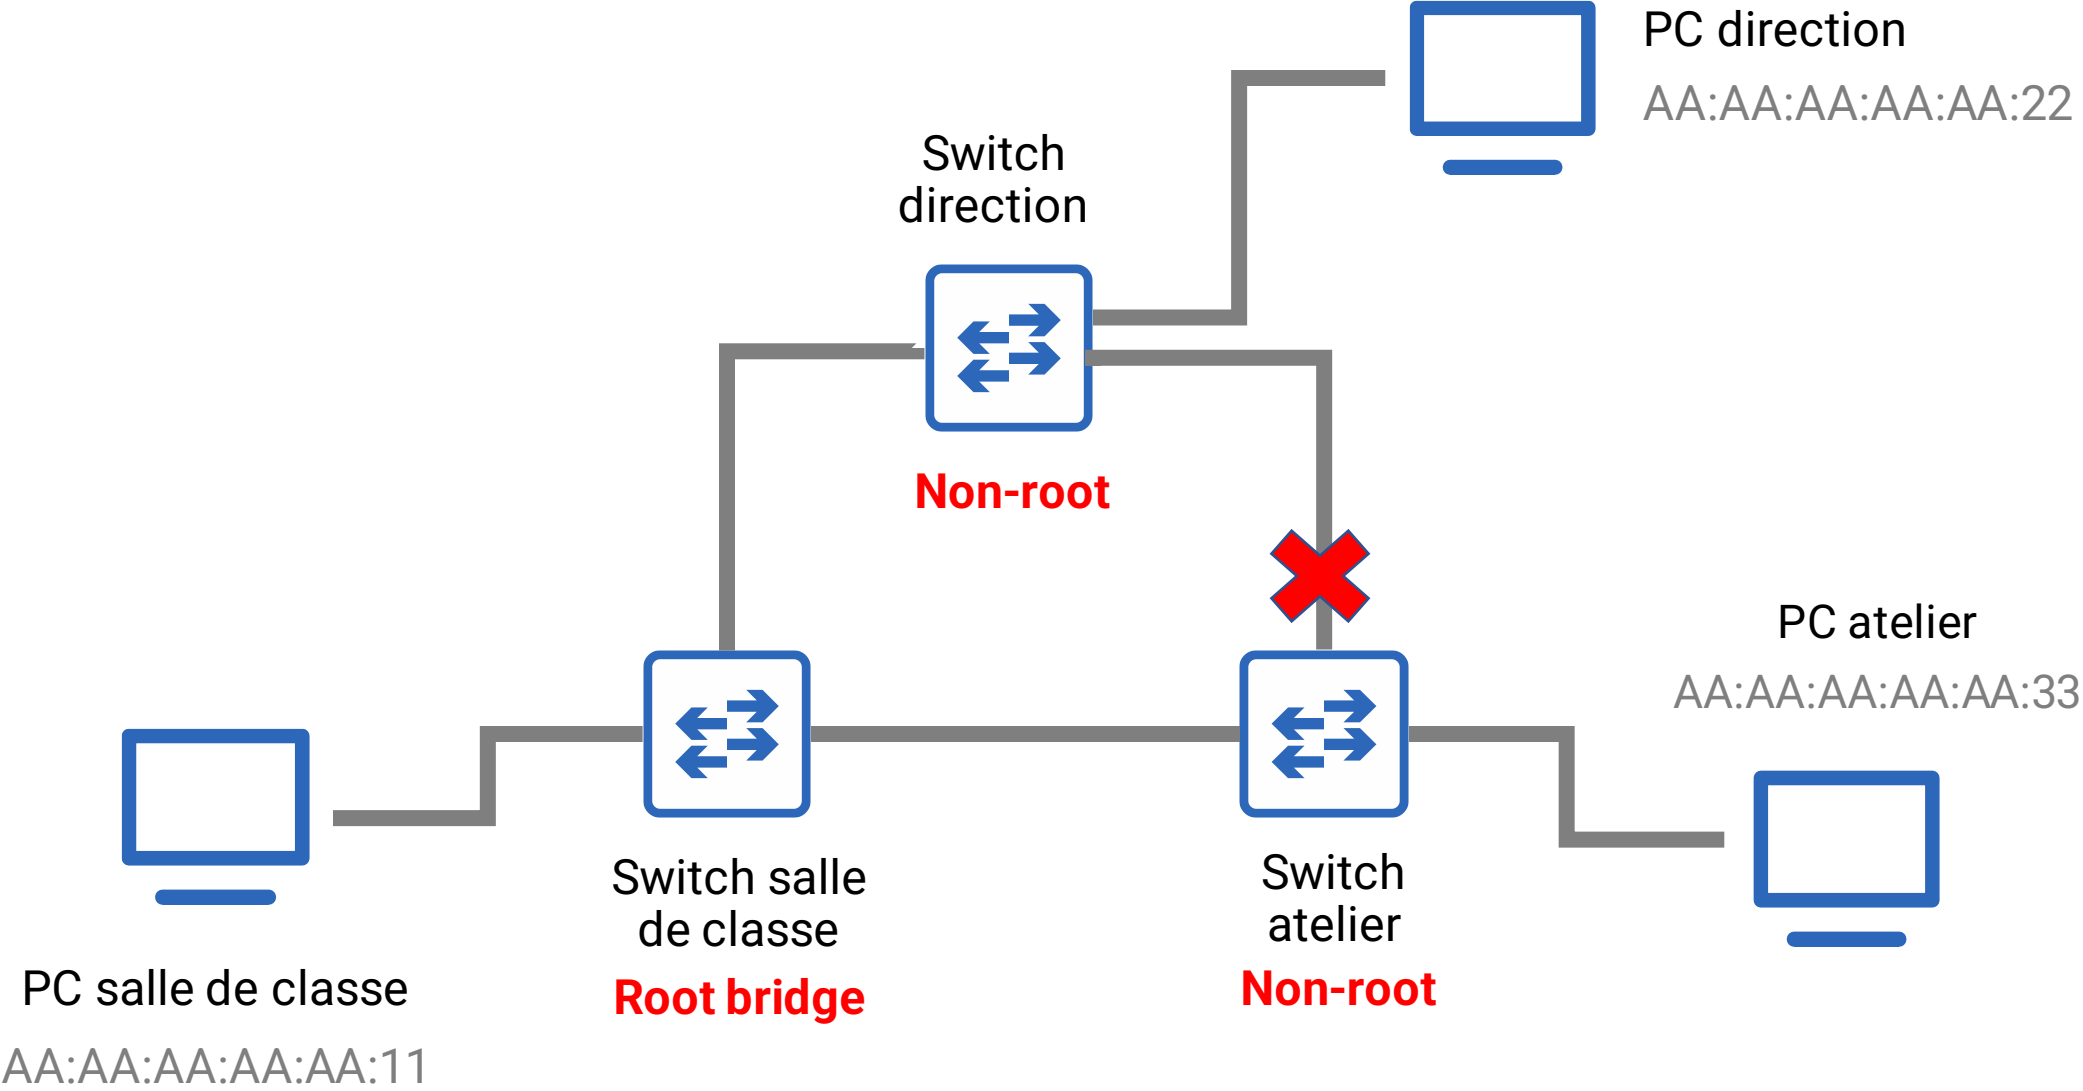 PC direction
AA:AA:AA:AA:AA:22
Switch
direction
Non-root
PC atelier
AA:AA:AA:AA:AA:33
Switch salle
de classe
Root bridge
Switch
atelier
Non-root
PC salle de classe
AA:AA:AA:AA:AA:11